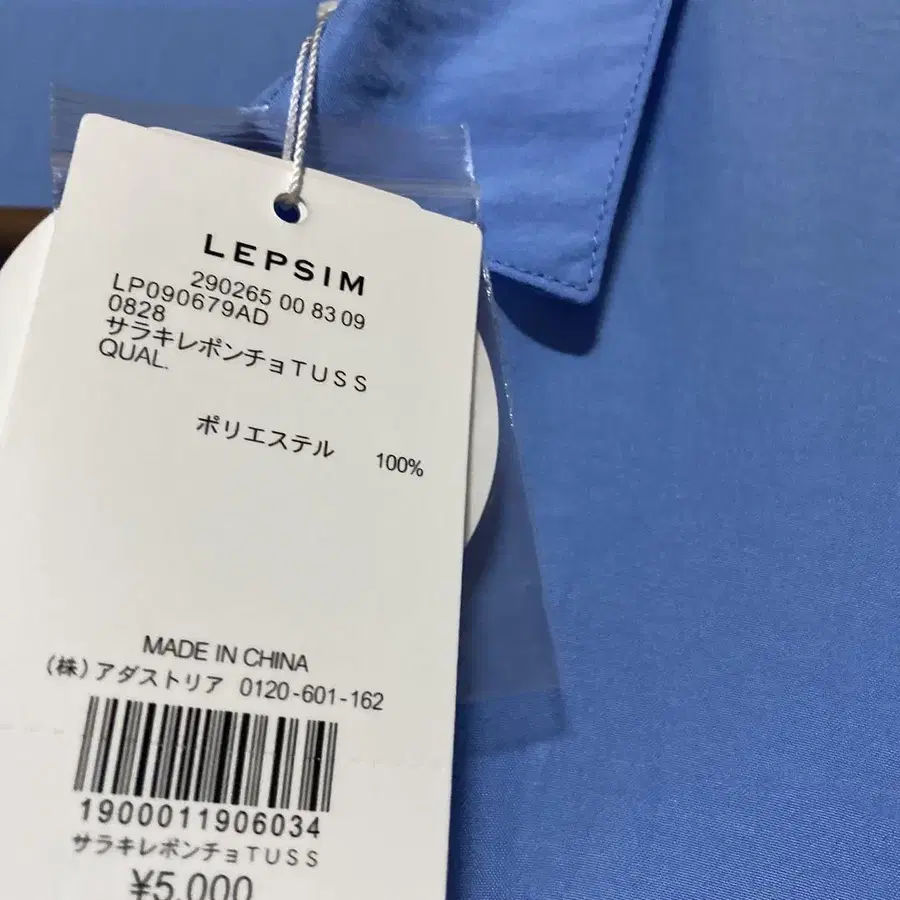 LEPSIM
290265 00 83 09
LP090679AD
0828
サラキレポンチョTUSS
QUAL.
ポリエステル 100%
MADE IN CHINA
(株)アダストリア 0120-601-162
1900011906034
サラキレポンチョTUSS
¥5,000